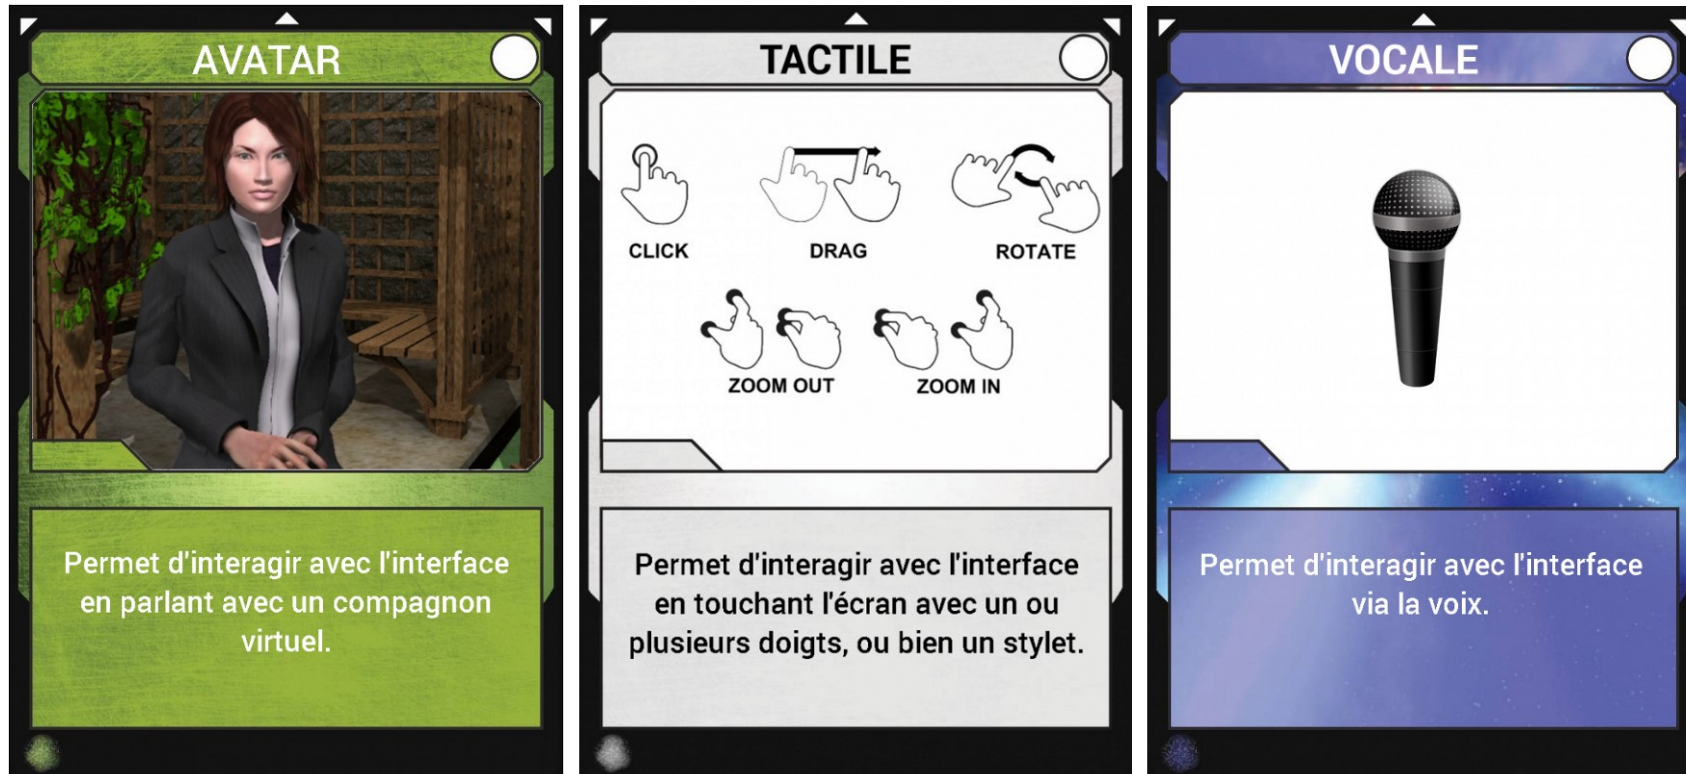 AVATAR
Permet d'interagir avec l'interface
en parlant avec un compagnon
virtuel.
TACTILE
CLICK
DRAG
ROTATE
ZOOM OUT
ZOOM IN
Permet d'interagir avec l'interface
en touchant l'écran avec un ou
plusieurs doigts, ou bien un stylet.
VOCALE
Permet d'interagir avec l'interface
via la voix.